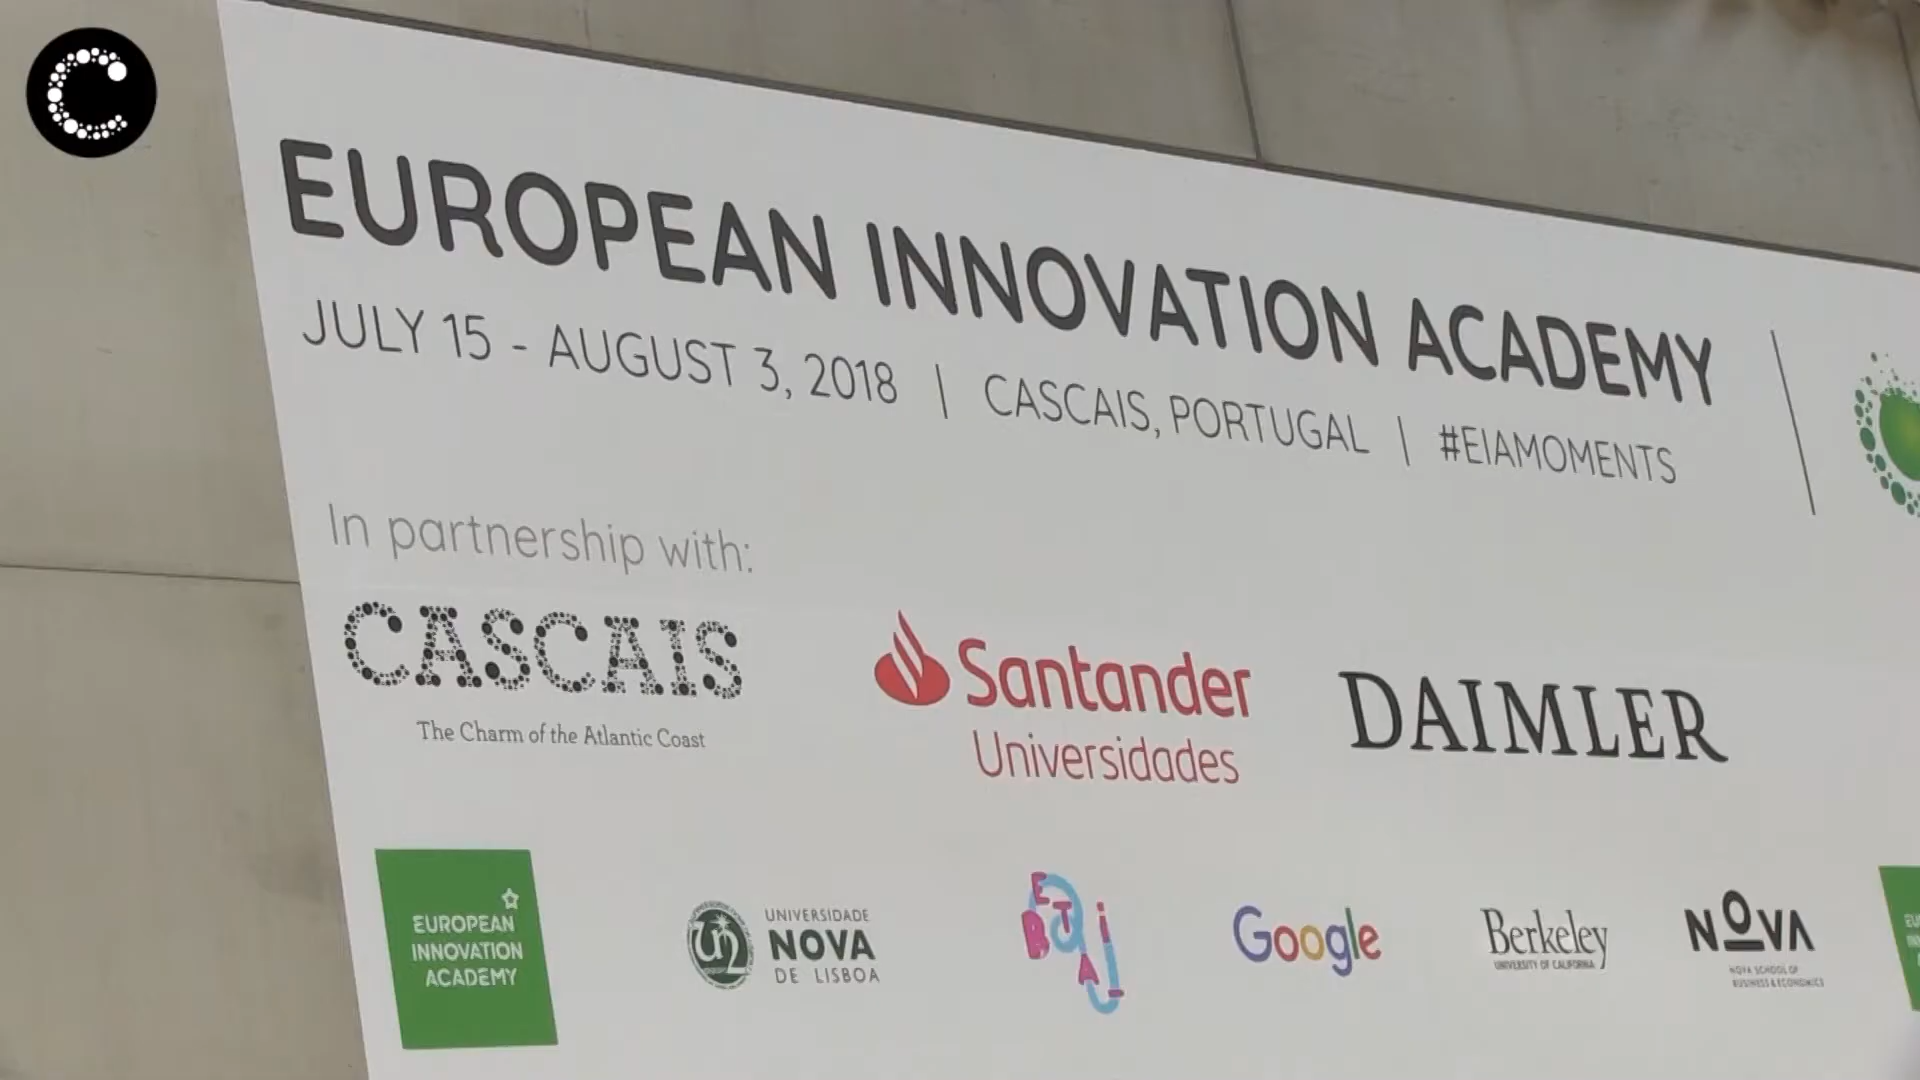 C
EUROPEAN INNOVATION ACADEMY
JULY 15 - AUGUST 3, 2018 | CASCAIS, PORTUGAL | #EIAMOMENTS
In partnership with:
CASCAIS
The Charm of the Atlantic Coast
Santander
Universidades
DAIMLER
EUROPEAN
INNOVATION
ACADEMY
UNIVERSIDADE
NOVA
DE LISBOA
BETA-i
Google
Berkeley
UNIVERSITY OF CALIFORNIA
NOVA
NOVA SCHOOL OF
BUSINESS & ECONOMICS